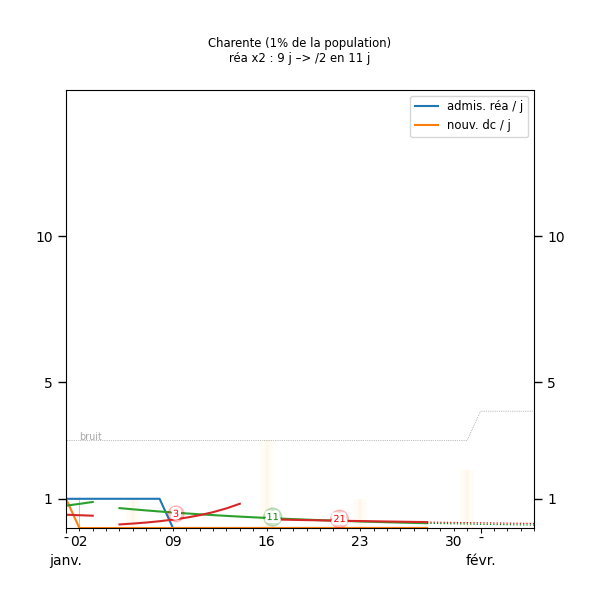 Charente (1% de la population)
réa x2 : 9 j –> /2 en 11 j
admis. réa / j
nouv. dc / j
10 10
5 5
bruit
1 1
3 11 21
02 09 16 23 30 -
janv. févr.